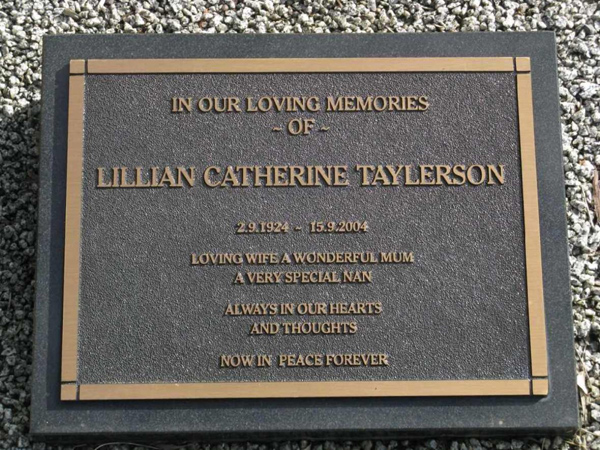 IN OUR LOVING MEMORIES
~ OF ~
LILLIAN CATHERINE TAYLERSON
2.9.1924 - 15.9.2004
LOVING WIFE A WONDERFUL MUM
A VERY SPECIAL NAN
ALWAYS IN OUR HEARTS
AND THOUGHTS
NOW IN PEACE FOREVER